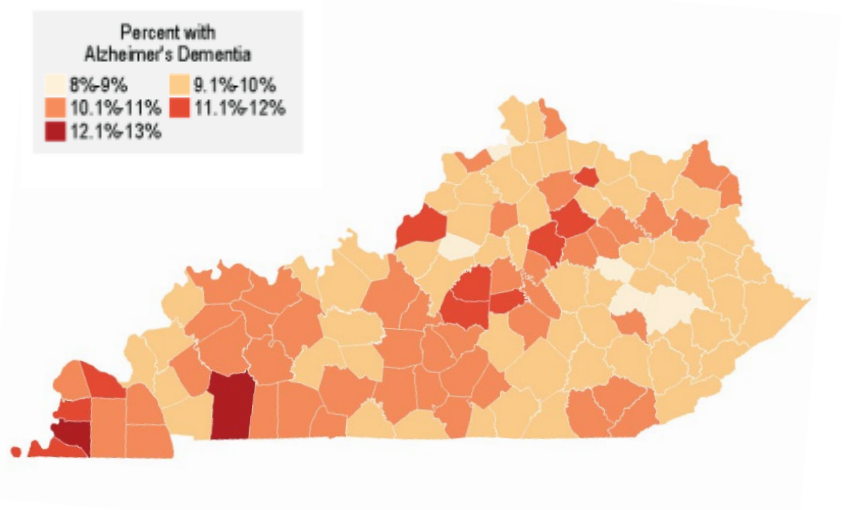 Percent with
Alzheimer's Dementia
8%-9% 9.1%-10%
10.1%-11% 11.1%-12%
12.1%-13%